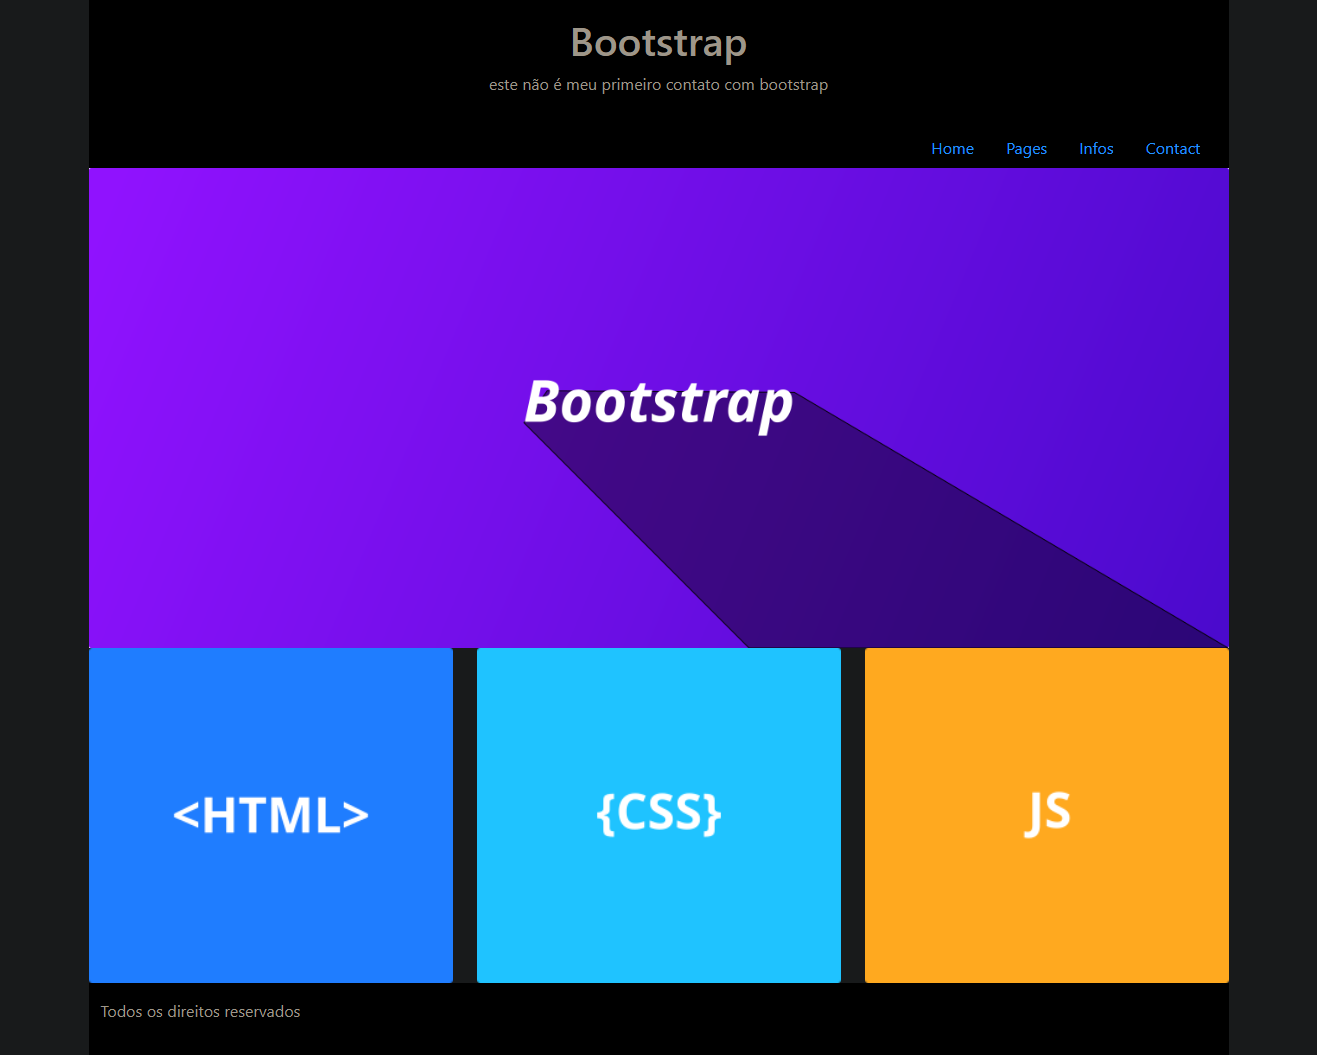 Bootstrap
este não é meu primeiro contato com bootstrap
Home Pages Infos Contact
Bootstrap
<HTML> {CSS} JS
Todos os direitos reservados